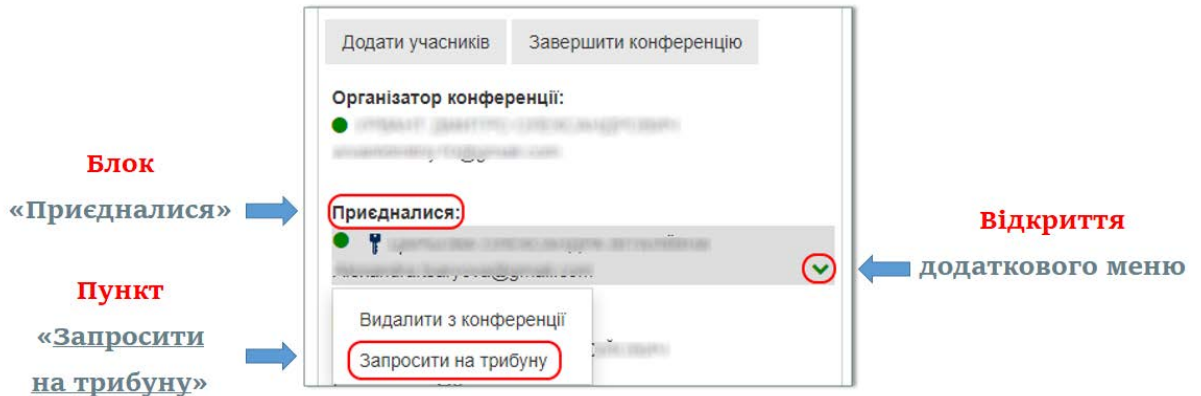 Додати учасників
Завершити конференцію
Організатор конференції:
Блок
«Приєдналися»
Приєдналися:
Відкриття
додаткового меню
Пункт
«Запросити
на трибуну»
Видалити з конференції
Запросити на трибуну